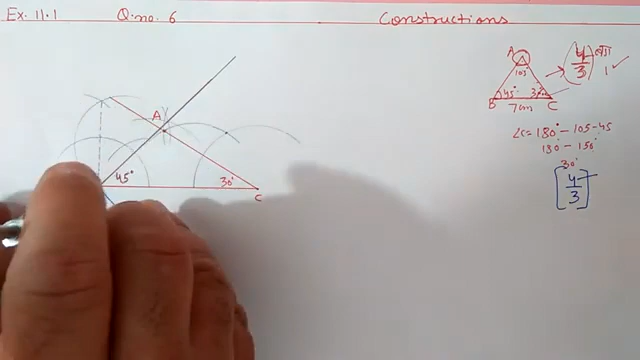 Ex. 11.1 Q. no. 6 Constructions
A
105°
45° 30°
B 7cm C
4/3
1 ✓
∠C = 180° - 105 - 45
180° - 150°
30°
[4/3]
A
45° 30°
C